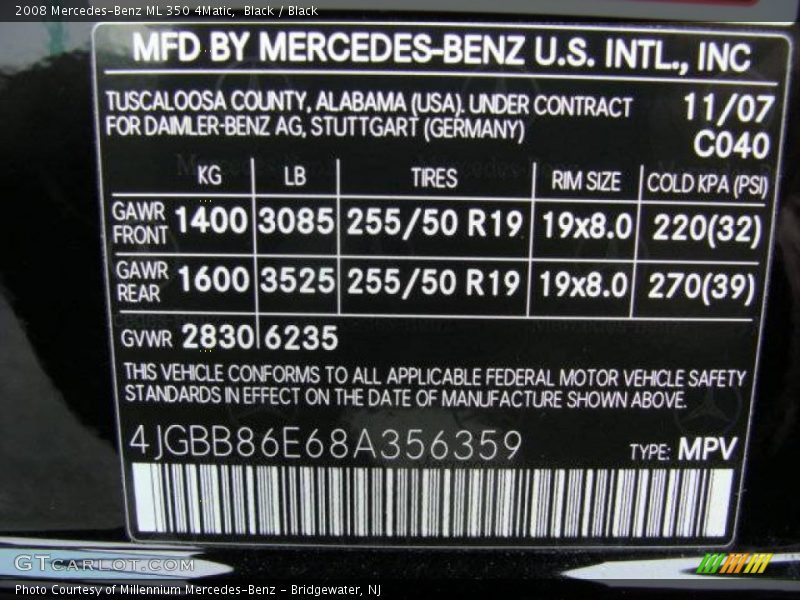 2008 Mercedes-Benz ML 350 4Matic, Black / Black
MFD BY MERCEDES-BENZ U.S. INTL., INC
TUSCALOOSA COUNTY, ALABAMA (USA). UNDER CONTRACT 11/07
FOR DAIMLER-BENZ AG, STUTTGART (GERMANY) C040
KG LB TIRES RIM SIZE COLD KPA (PSI)
GAWR FRONT 1400 3085 255/50 R19 19x8.0 220(32)
GAWR REAR 1600 3525 255/50 R19 19x8.0 270(39)
GVWR 2830 6235
THIS VEHICLE CONFORMS TO ALL APPLICABLE FEDERAL MOTOR VEHICLE SAFETY
STANDARDS IN EFFECT ON THE DATE OF MANUFACTURE SHOWN ABOVE.
4JGBB86E68A356359 TYPE: MPV
GTCARLOT.COM
Photo Courtesy of Millennium Mercedes-Benz - Bridgewater, NJ